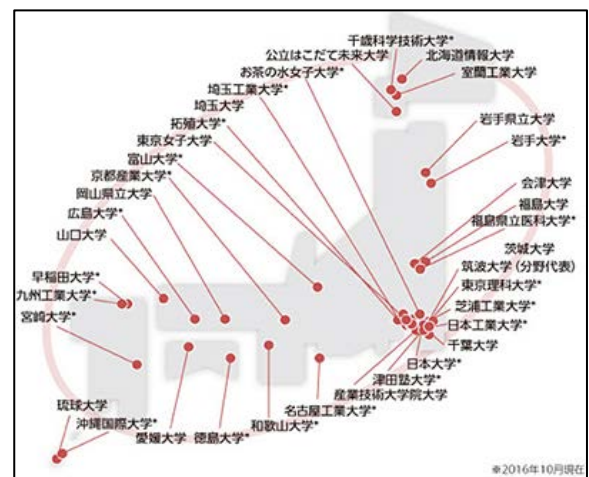 千歳科学技術大学*
公立はこだて未来大学
北海道情報大学
お茶の水女子大学*
室蘭工業大学
埼玉工業大学*
埼玉大学
拓殖大学*
東京女子大学
富山大学*
京都産業大学*
岡山県立大学
広島大学*
山口大学
早稲田大学*
九州工業大学*
宮崎大学*
岩手県立大学
岩手大学*
会津大学
福島大学
福島県立医科大学*
茨城大学
筑波大学(分野代表)
東京理科大学*
芝浦工業大学*
日本工業大学*
千葉大学
日本大学*
津田塾大学*
産業技術大学院大学
名古屋工業大学*
和歌山大学*
徳島大学*
愛媛大学
琉球大学
沖縄国際大学*
※2016年10月現在